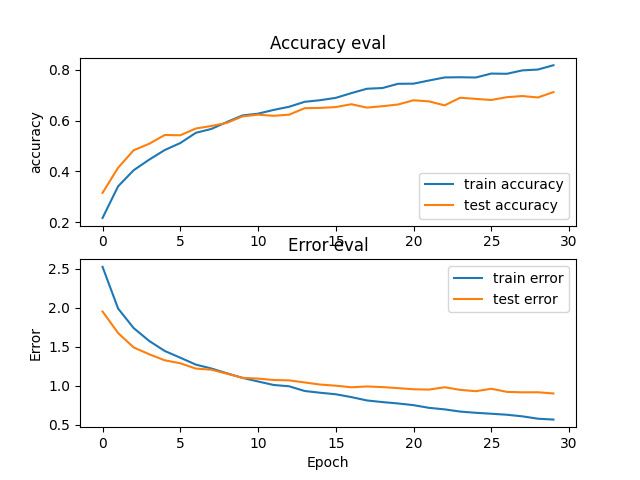 Accuracy eval
accuracy
0.8
0.6
0.4
0.2
train accuracy
test accuracy
0 5 10 15 20 25 30
Error eval
Error
2.5
2.0
1.5
1.0
0.5
train error
test error
0 5 10 15 20 25 30
Epoch